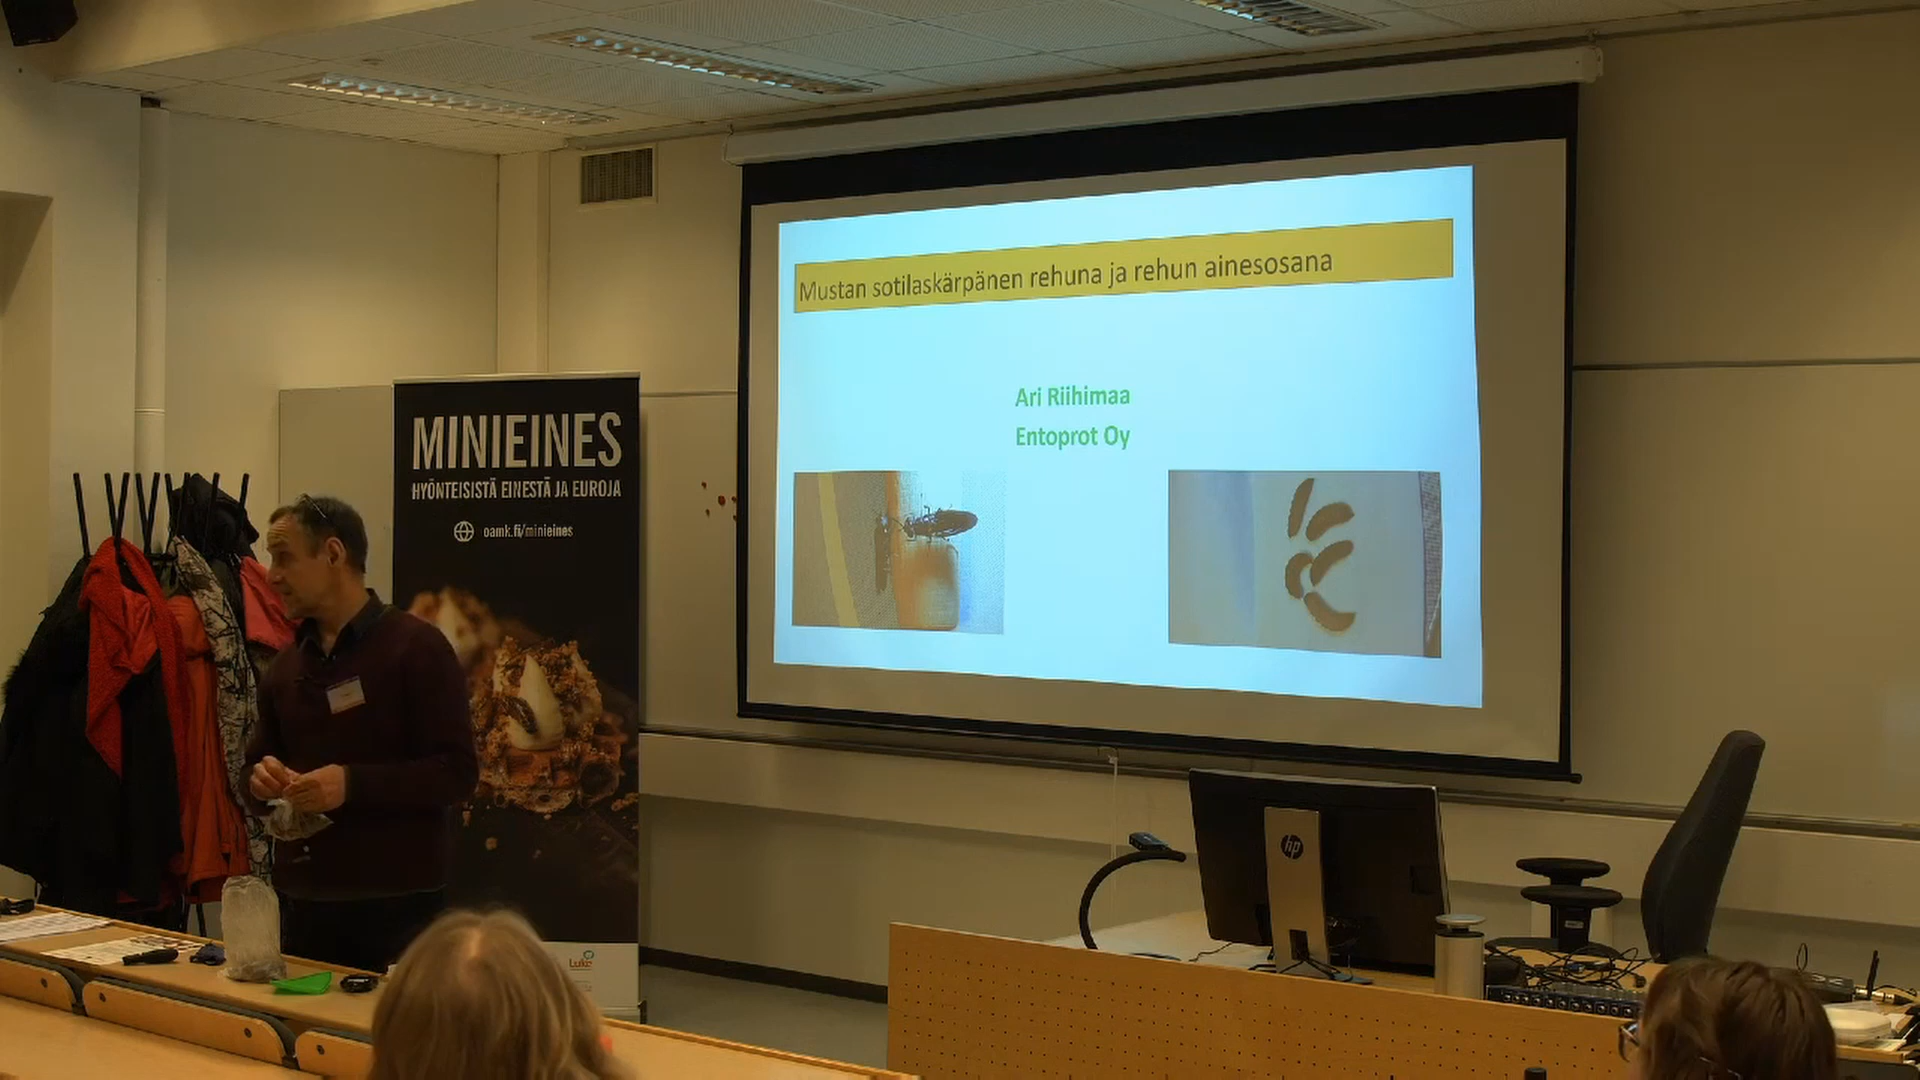 Mustan sotilaskärpänen rehuna ja rehun ainesosana
Ari Riihimaa
Entoprot Oy
MINIEINES
HYÖNTEISISTÄ EINESTÄ JA EUROJA
oamk.fi/minieines
Luke
hp